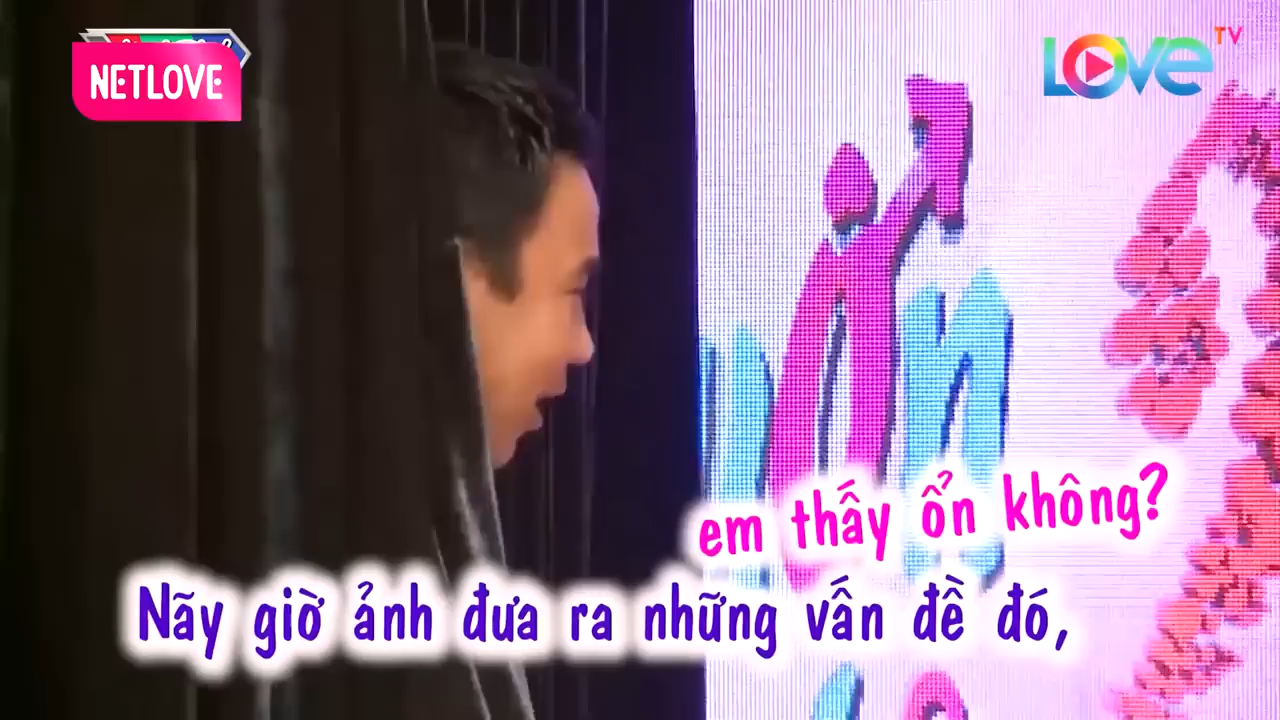 NETLOVE
LOVE TV
em thấy ổn không?
Nãy giờ ảnh đưa ra những vấn đề đó,